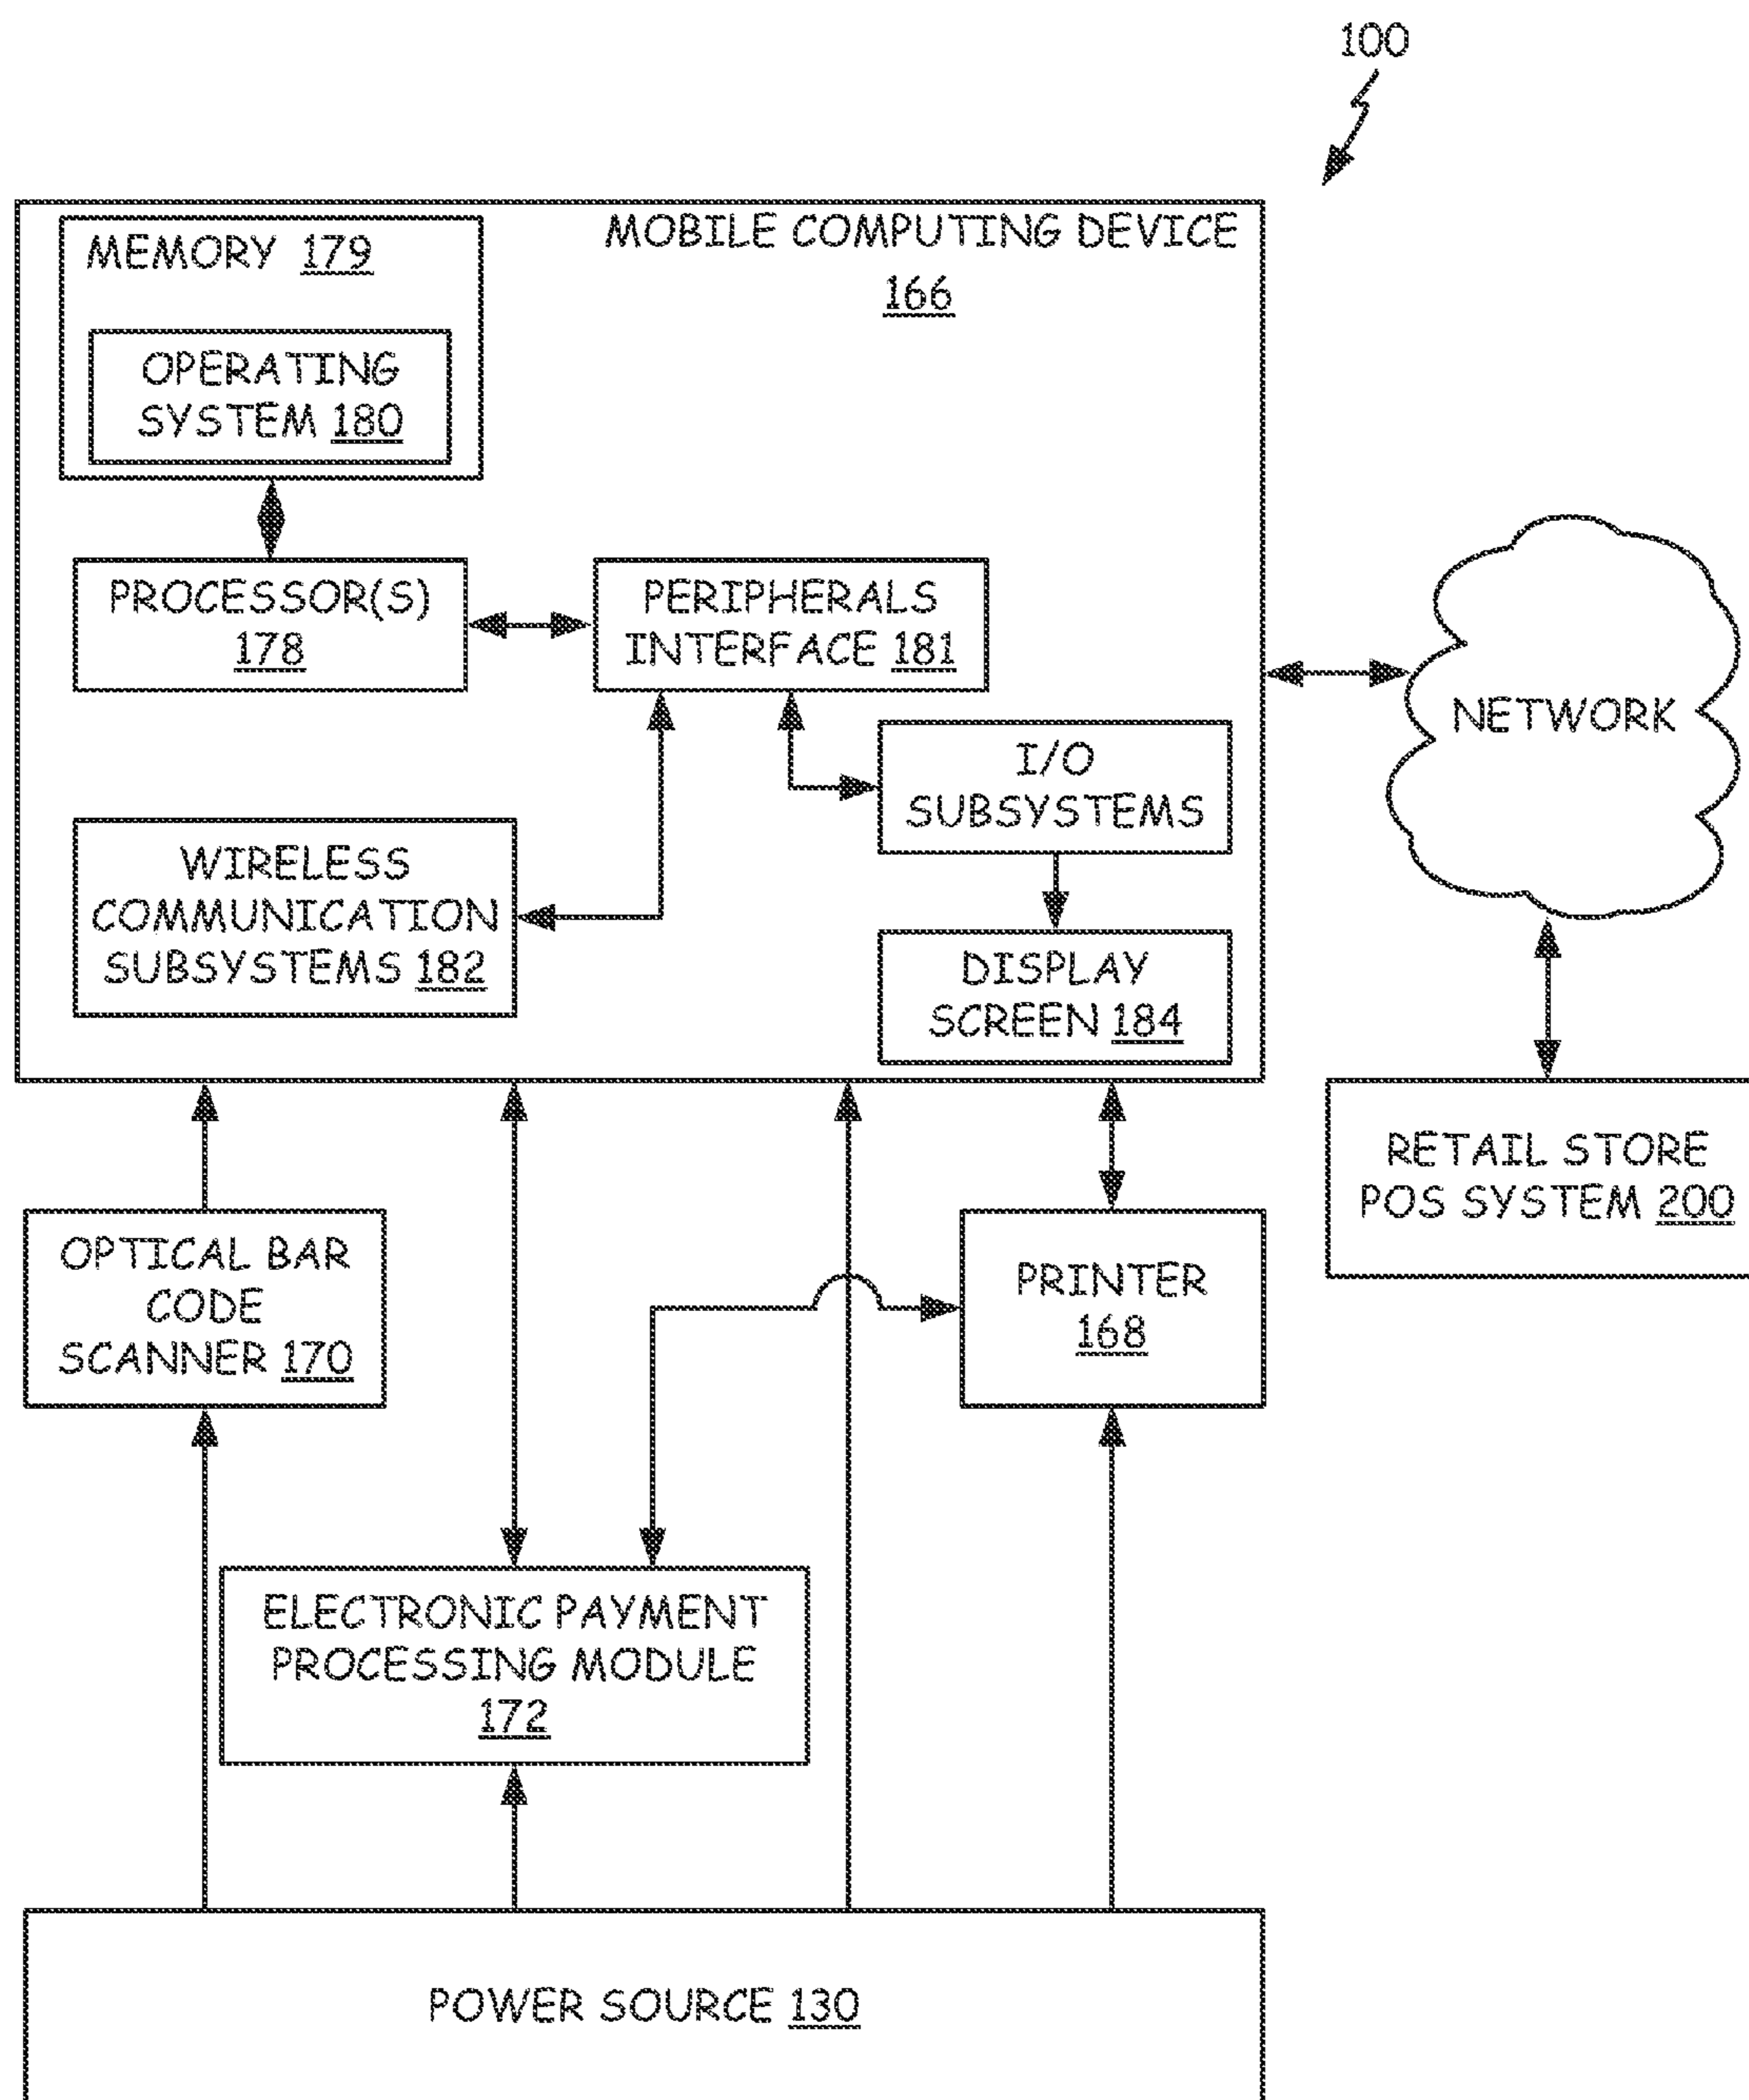 100
MOBILE COMPUTING DEVICE
166
MEMORY 179
OPERATING
SYSTEM 180
PROCESSOR(S)
178
PERIPHERALS
INTERFACE 181
I/O
SUBSYSTEMS
WIRELESS
COMMUNICATION
SUBSYSTEMS 182
DISPLAY
SCREEN 184
NETWORK
RETAIL STORE
POS SYSTEM 200
OPTICAL BAR
CODE
SCANNER 170
PRINTER
168
ELECTRONIC PAYMENT
PROCESSING MODULE
172
POWER SOURCE 130